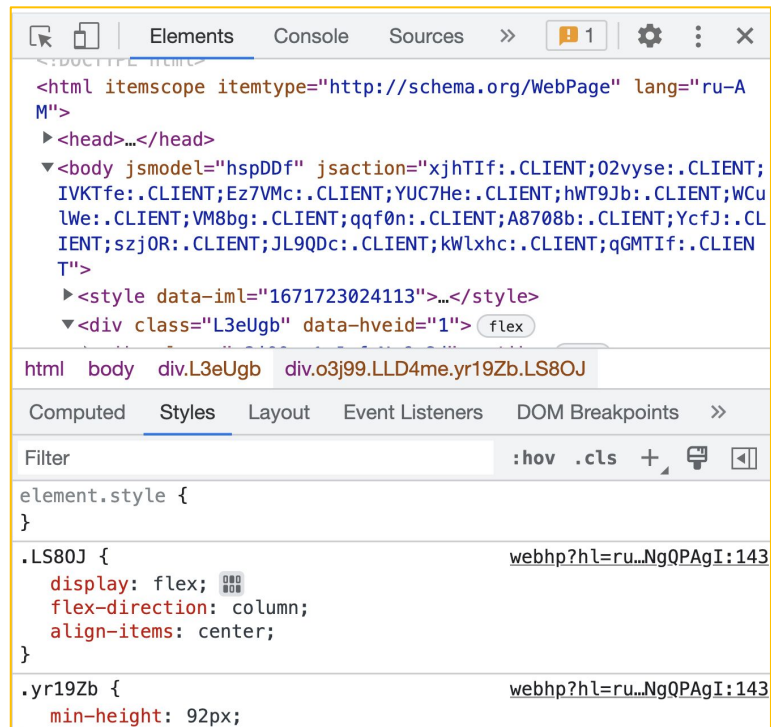 Elements Console Sources » 1
<!DOCTYPE html>
<html itemscope itemtype="http://schema.org/WebPage" lang="ru-A
M">
<head>…</head>
<body jsmodel="hspDDf" jsaction="xjhTIf:.CLIENT;O2vyse:.CLIENT;
IVKTfe:.CLIENT;Ez7VMc:.CLIENT;YUC7He:.CLIENT;hWT9Jb:.CLIENT;WCu
lWe:.CLIENT;VM8bg:.CLIENT;qqf0n:.CLIENT;A8708b:.CLIENT;YcfJ:.CL
IENT;szjOR:.CLIENT;JL9QDc:.CLIENT;kWlxhc:.CLIENT;qGMTIf:.CLIEN
T">
<style data-iml="1671723024113">…</style>
<div class="L3eUgb" data-hveid="1"> flex
html body div.L3eUgb div.o3j99.LLD4me.yr19Zb.LS8OJ
Computed Styles Layout Event Listeners DOM Breakpoints »
Filter :hov .cls +
element.style {
}
.LS8OJ { webhp?hl=ru…NgQPAgI:143
display: flex;
flex-direction: column;
align-items: center;
}
.yr19Zb { webhp?hl=ru…NgQPAgI:143
min-height: 92px;